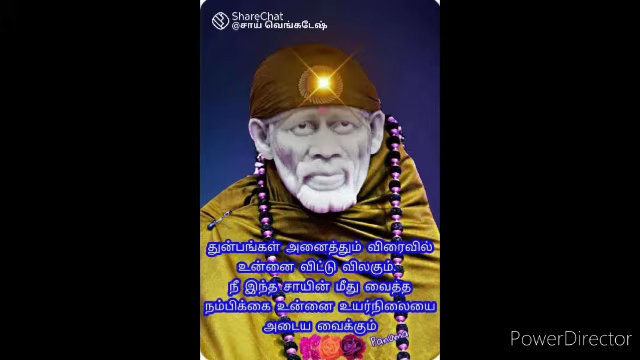 ShareChat
@சாய் வெங்கடேஷ்
துன்பங்கள் அனைத்தும் விரைவில்
உன்னை விட்டு விலகும்.
நீ இந்த சாயின் மீது வைத்த
நம்பிக்கை உன்னை உயர்நிலையை
அடைய வைக்கும்
PowerDirector